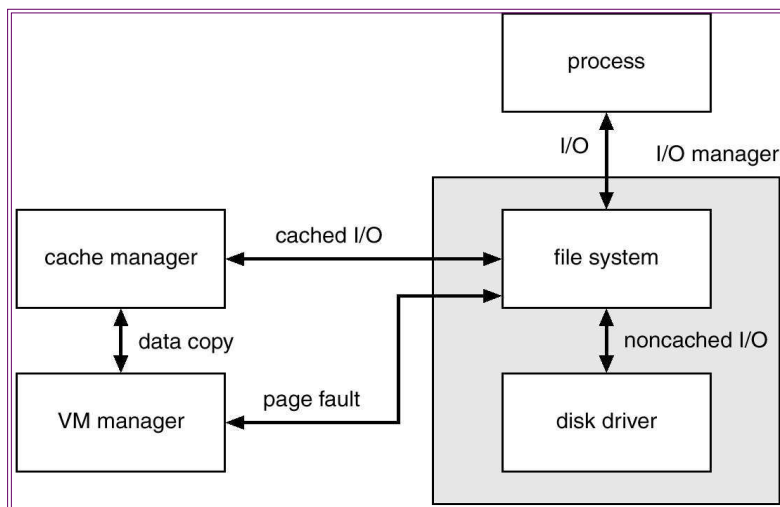 process
I/O
I/O manager
cached I/O
cache manager
file system
data copy
noncached I/O
page fault
VM manager
disk driver